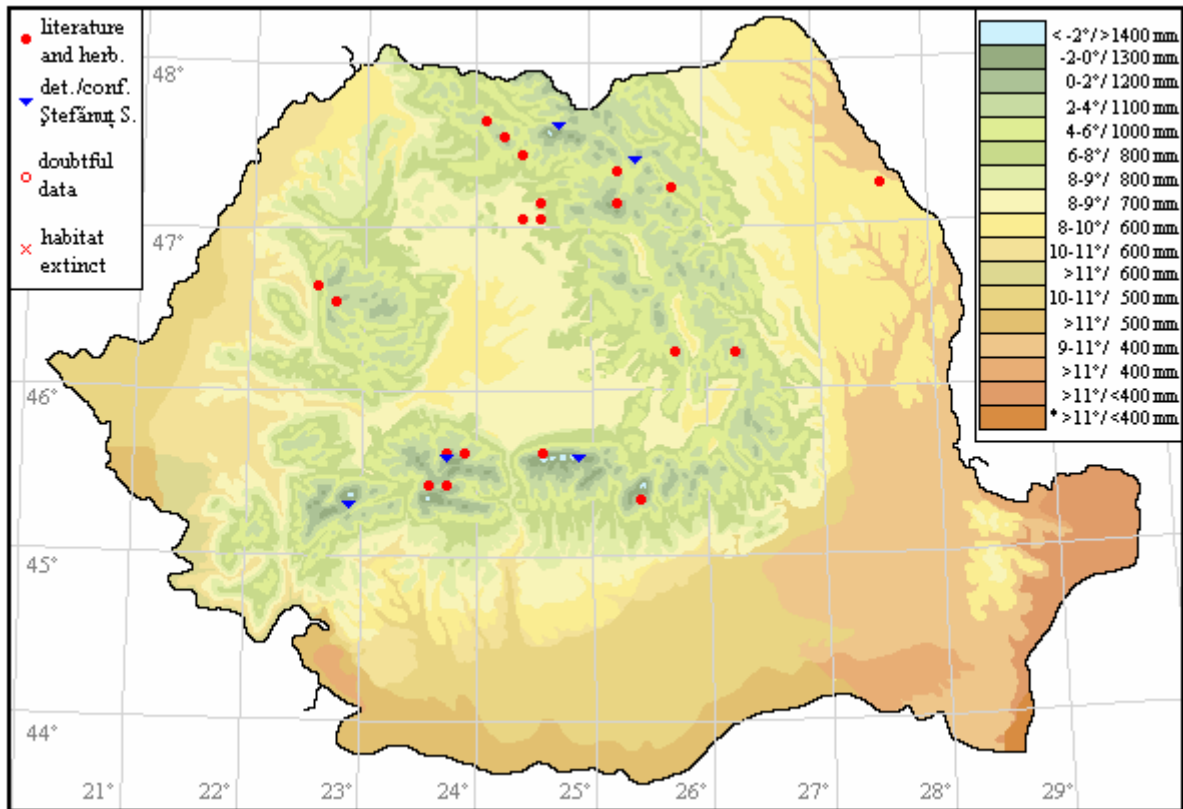 literature
and herb.
det./conf.
Ştefănuţ S.
doubtful
data
habitat
extinct
< -2°/>1400 mm
-2-0°/ 1300 mm
0-2°/ 1200 mm
2-4°/ 1100 mm
4-6°/ 1000 mm
6-8°/ 800 mm
8-9°/ 800 mm
8-9°/ 700 mm
8-10°/ 600 mm
10-11°/ 600 mm
>11°/ 600 mm
10-11°/ 500 mm
>11°/ 500 mm
9-11°/ 400 mm
>11°/ 400 mm
>11°/<400 mm
* >11°/<400 mm
48°
47°
46°
45°
44°
21°
22°
23°
24°
25°
26°
27°
28°
29°